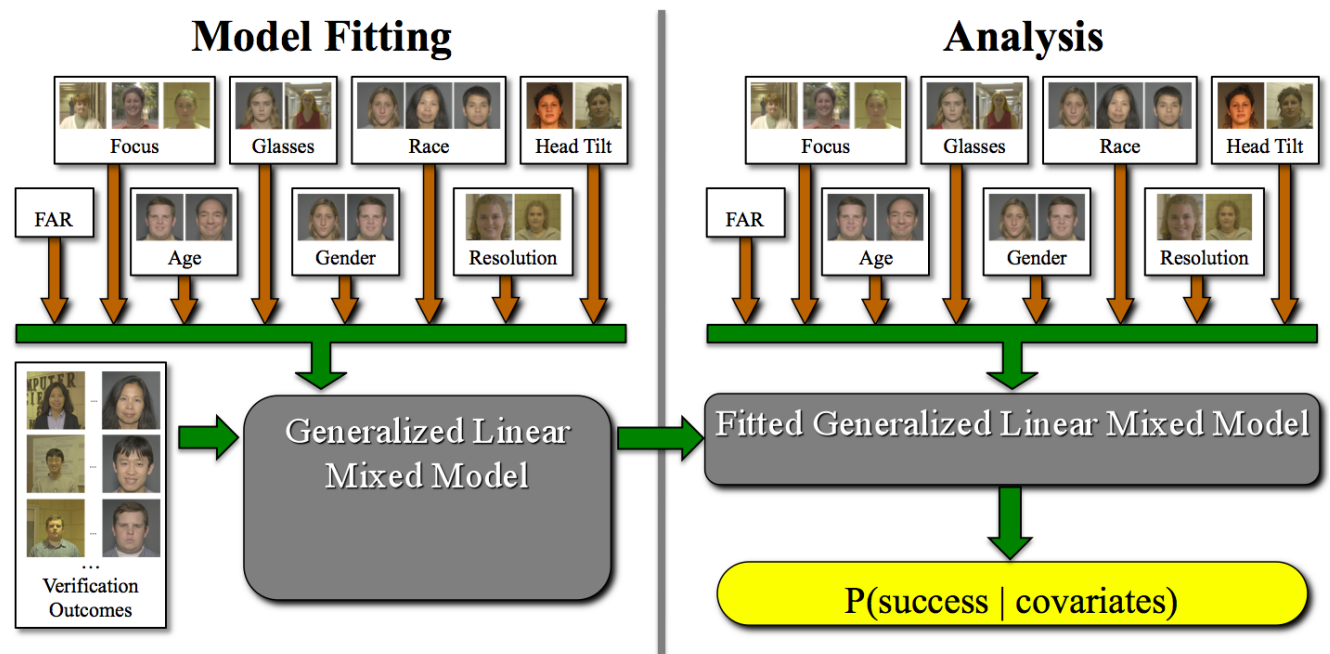 Model Fitting
Focus
Glasses
Race
Head Tilt
FAR
Age
Gender
Resolution
...
...
...
...
Verification
Outcomes
Generalized Linear
Mixed Model
Analysis
Focus
Glasses
Race
Head Tilt
FAR
Age
Gender
Resolution
Fitted Generalized Linear Mixed Model
P(success | covariates)